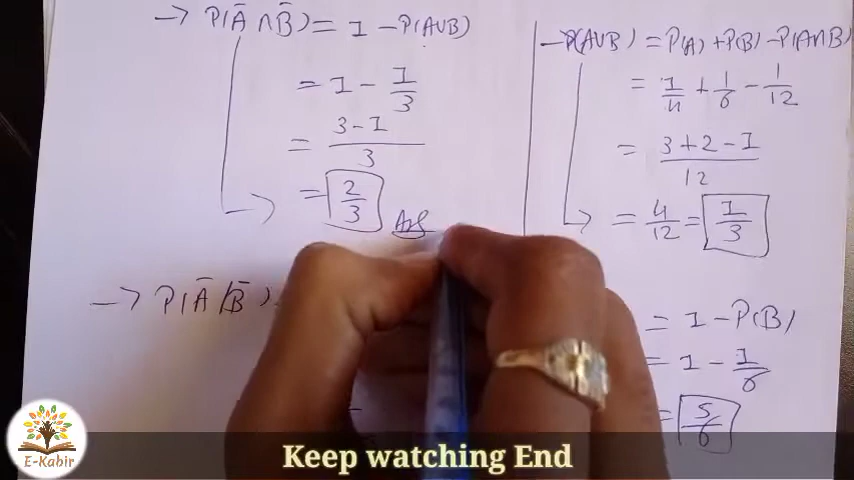 → P(Ā ∩ B̄) = 1 - P(A∪B)
= 1 - 1/3
= 3-1/3
= 2/3 Ans
→ P(Ā/B̄)
P(A∪B) = P(A) + P(B) - P(A∩B)
= 1/4 + 1/6 - 1/12
= 3+2-1/12
= 4/12 = 1/3
= 1 - P(B)
= 1 - 1/6
= 5/6
E-Kabir
Keep watching End